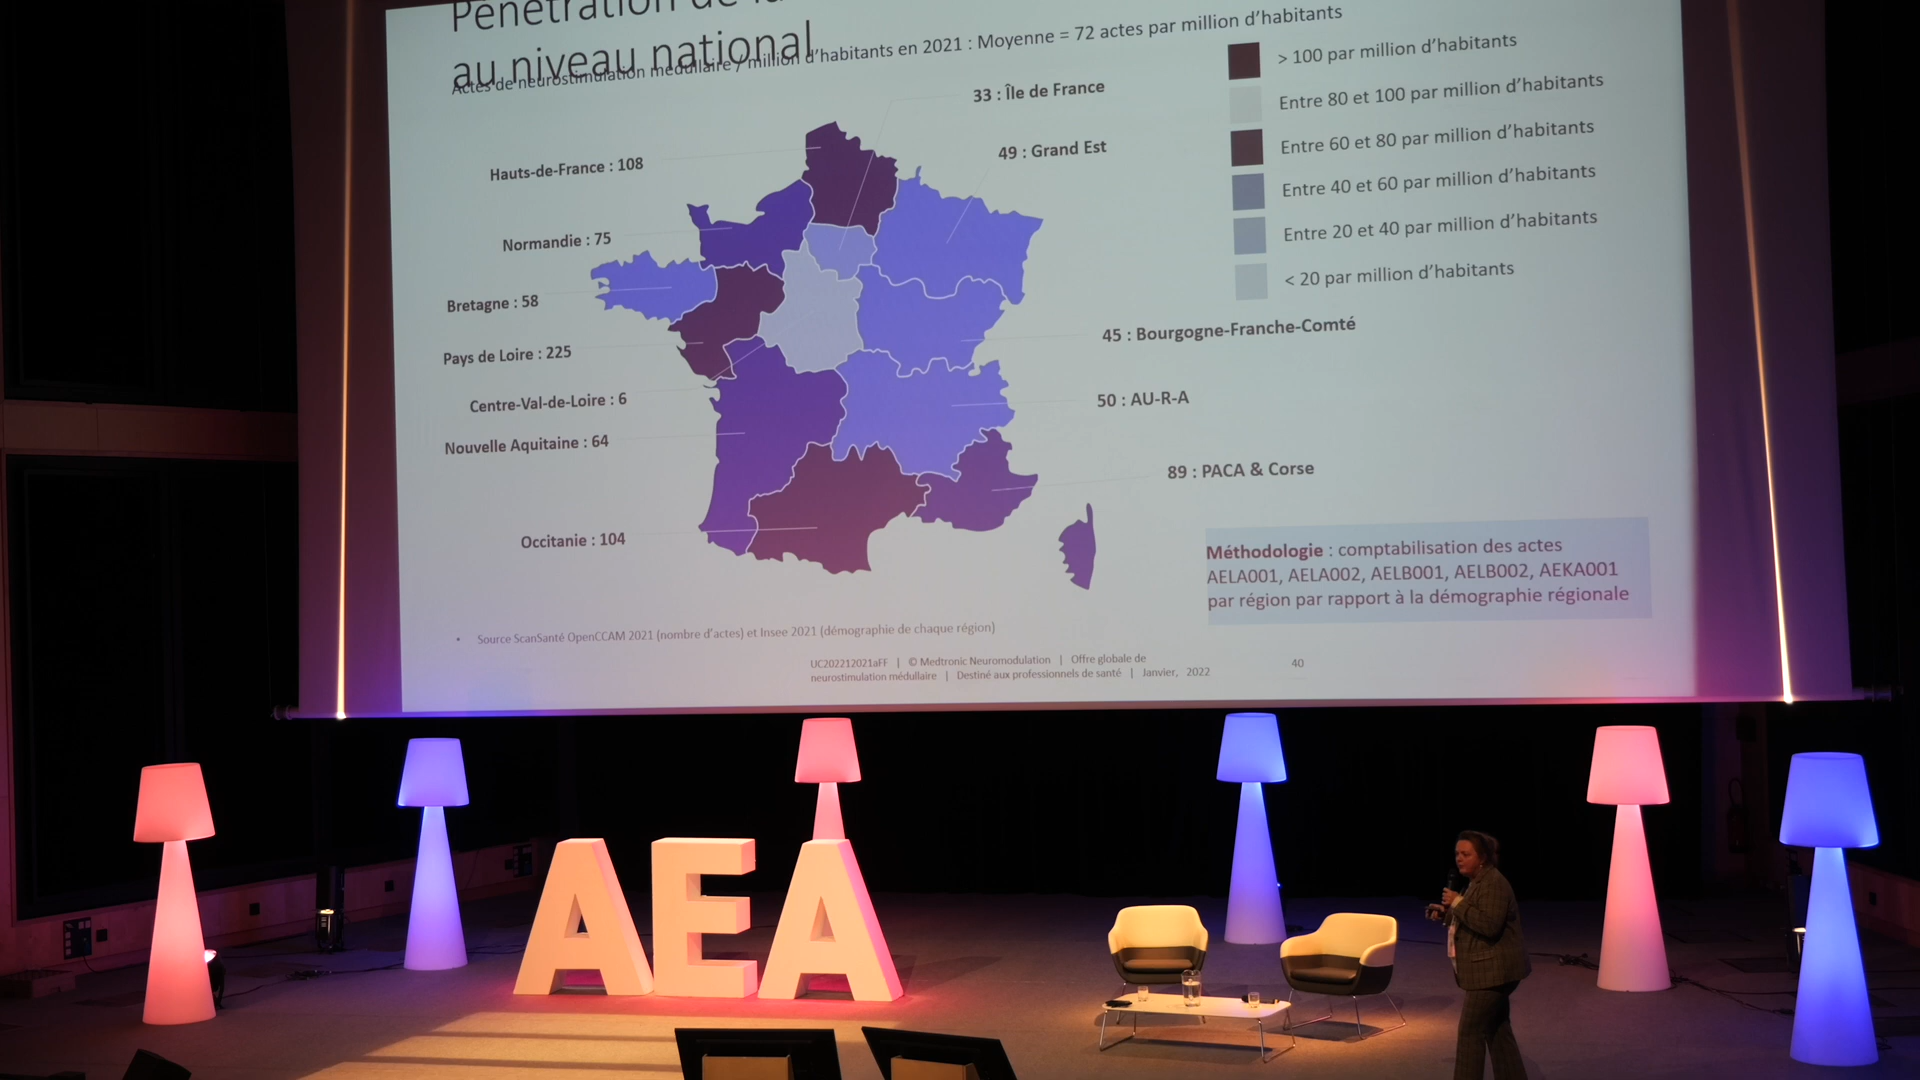 Pénétration de la
au niveau national
Actes de neurostimulation médullaire / million d'habitants en 2021 : Moyenne = 72 actes par million d'habitants
33 : Île de France
49 : Grand Est
Hauts-de-France : 108
Normandie : 75
Bretagne : 58
Pays de Loire : 225
Centre-Val-de-Loire : 6
Nouvelle Aquitaine : 64
Occitanie : 104
> 100 par million d'habitants
Entre 80 et 100 par million d'habitants
Entre 60 et 80 par million d'habitants
Entre 40 et 60 par million d'habitants
Entre 20 et 40 par million d'habitants
< 20 par million d'habitants
45 : Bourgogne-Franche-Comté
50 : AU-R-A
89 : PACA & Corse
Méthodologie : comptabilisation des actes
AELA001, AELA002, AELB001, AELB002, AEKA001
par région par rapport à la démographie régionale
• Source ScanSanté OpenCCAM 2021 (nombre d'actes) et Insee 2021 (démographie de chaque région)
UC202212021aFF | © Medtronic Neuromodulation | Offre globale de
neurostimulation médullaire | Destiné aux professionnels de santé | Janvier, 2022
40
AEA